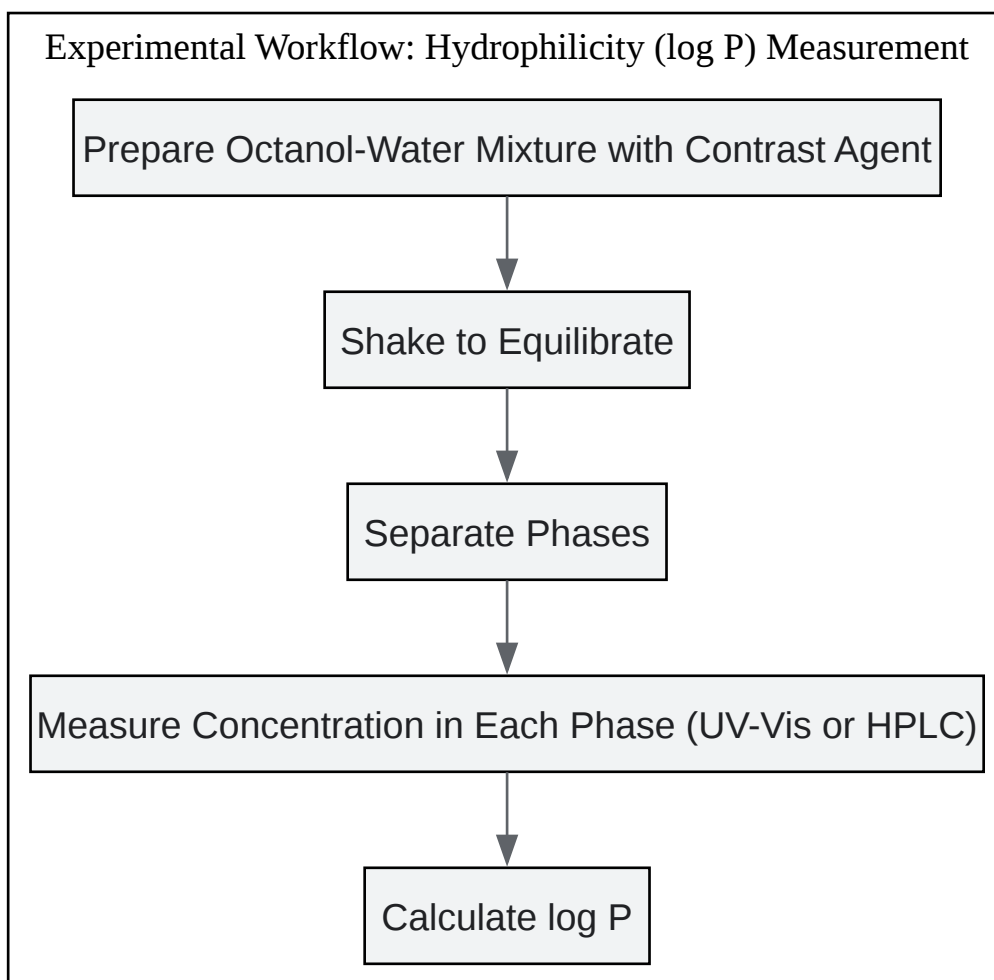 Experimental Workflow: Hydrophilicity (log P) Measurement
Prepare Octanol-Water Mixture with Contrast Agent
Shake to Equilibrate
Separate Phases
Measure Concentration in Each Phase (UV-Vis or HPLC)
Calculate log P